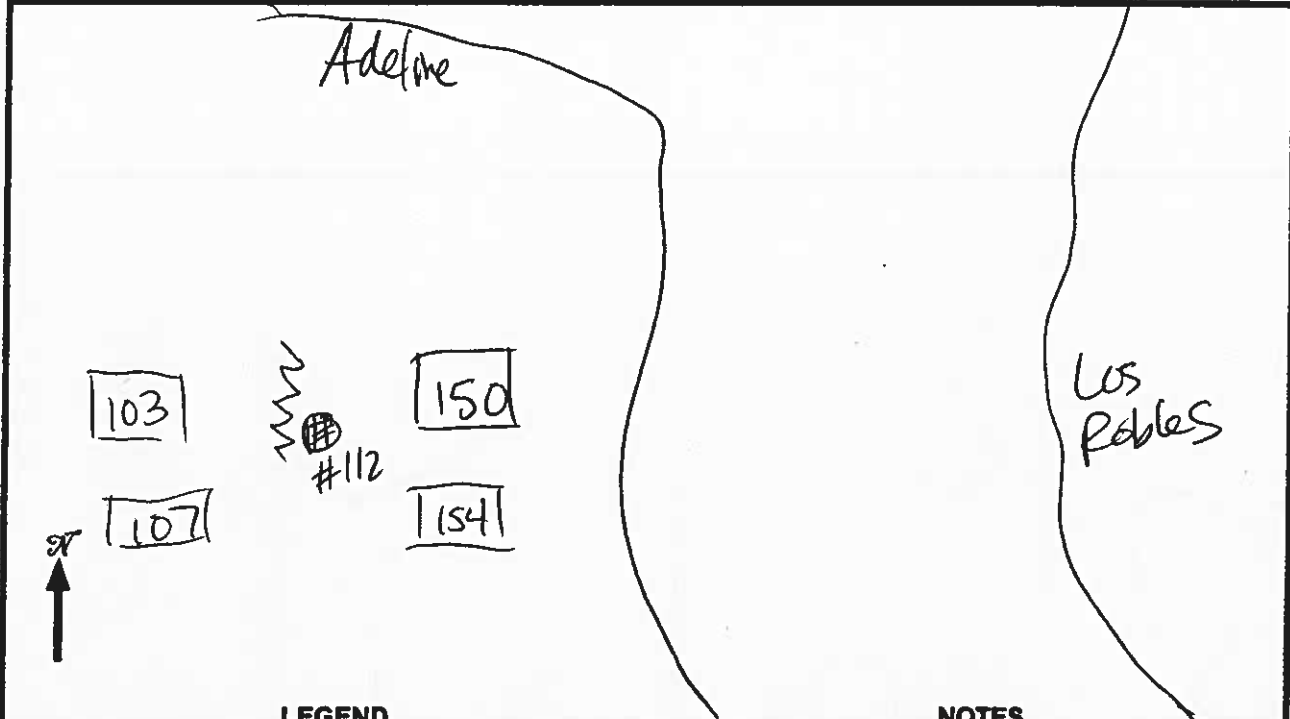 Adeline
103
150
#112
Los
Robles
107
154
N
LEGEND
NOTES